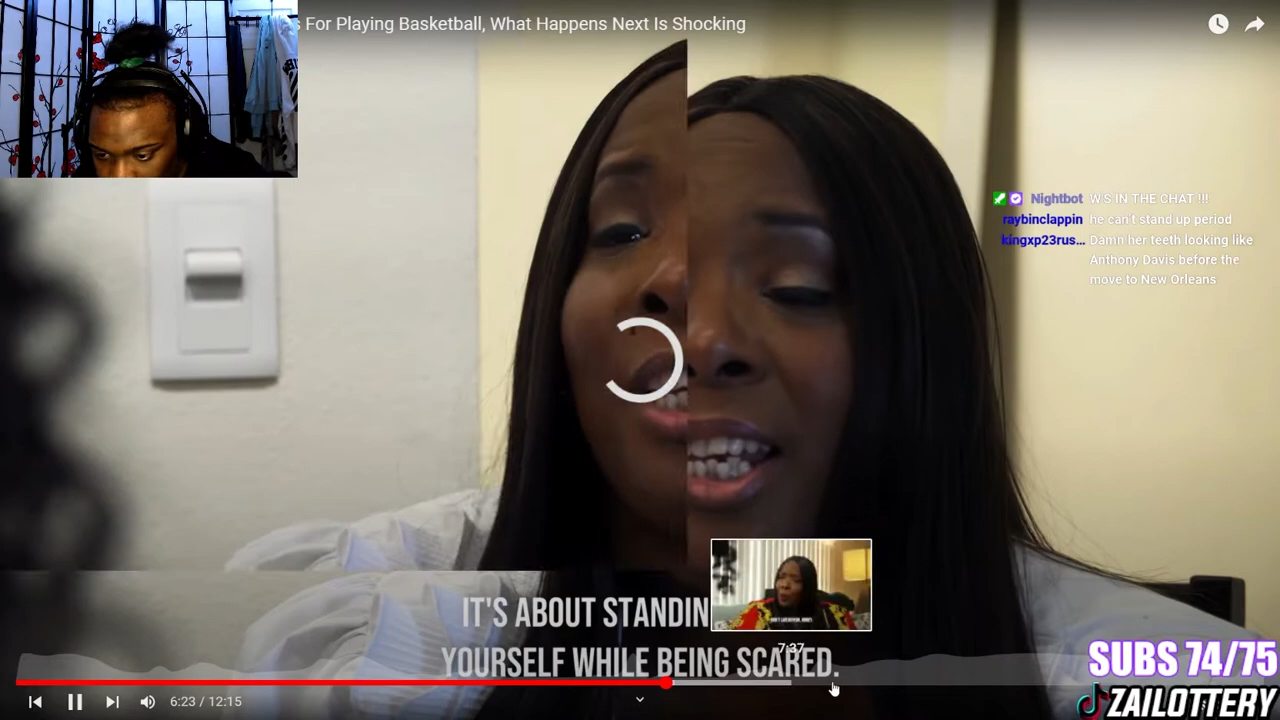 s For Playing Basketball, What Happens Next Is Shocking
Nightbot W'S IN THE CHAT !!!
raybinclappin he can't stand up period
kingxp23rus... Damn her teeth looking like
Anthony Davis before the
move to New Orleans
IT'S ABOUT STANDIN
7:37
YOURSELF WHILE BEING SCARED.
SUBS 74/75
6:23 / 12:15
ZAILOTTERY